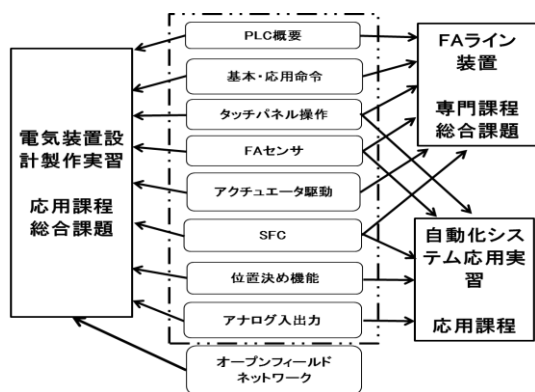 電気装置設
計製作実習
応用課程
総合課題
PLC概要
基本・応用命令
タッチパネル操作
FAセンサ
アクチュエータ駆動
SFC
位置決め機能
アナログ入出力
オープンフィールド
ネットワーク
FAライン
装置
専門課程
総合課題
自動化シス
テム応用実
習
応用課程